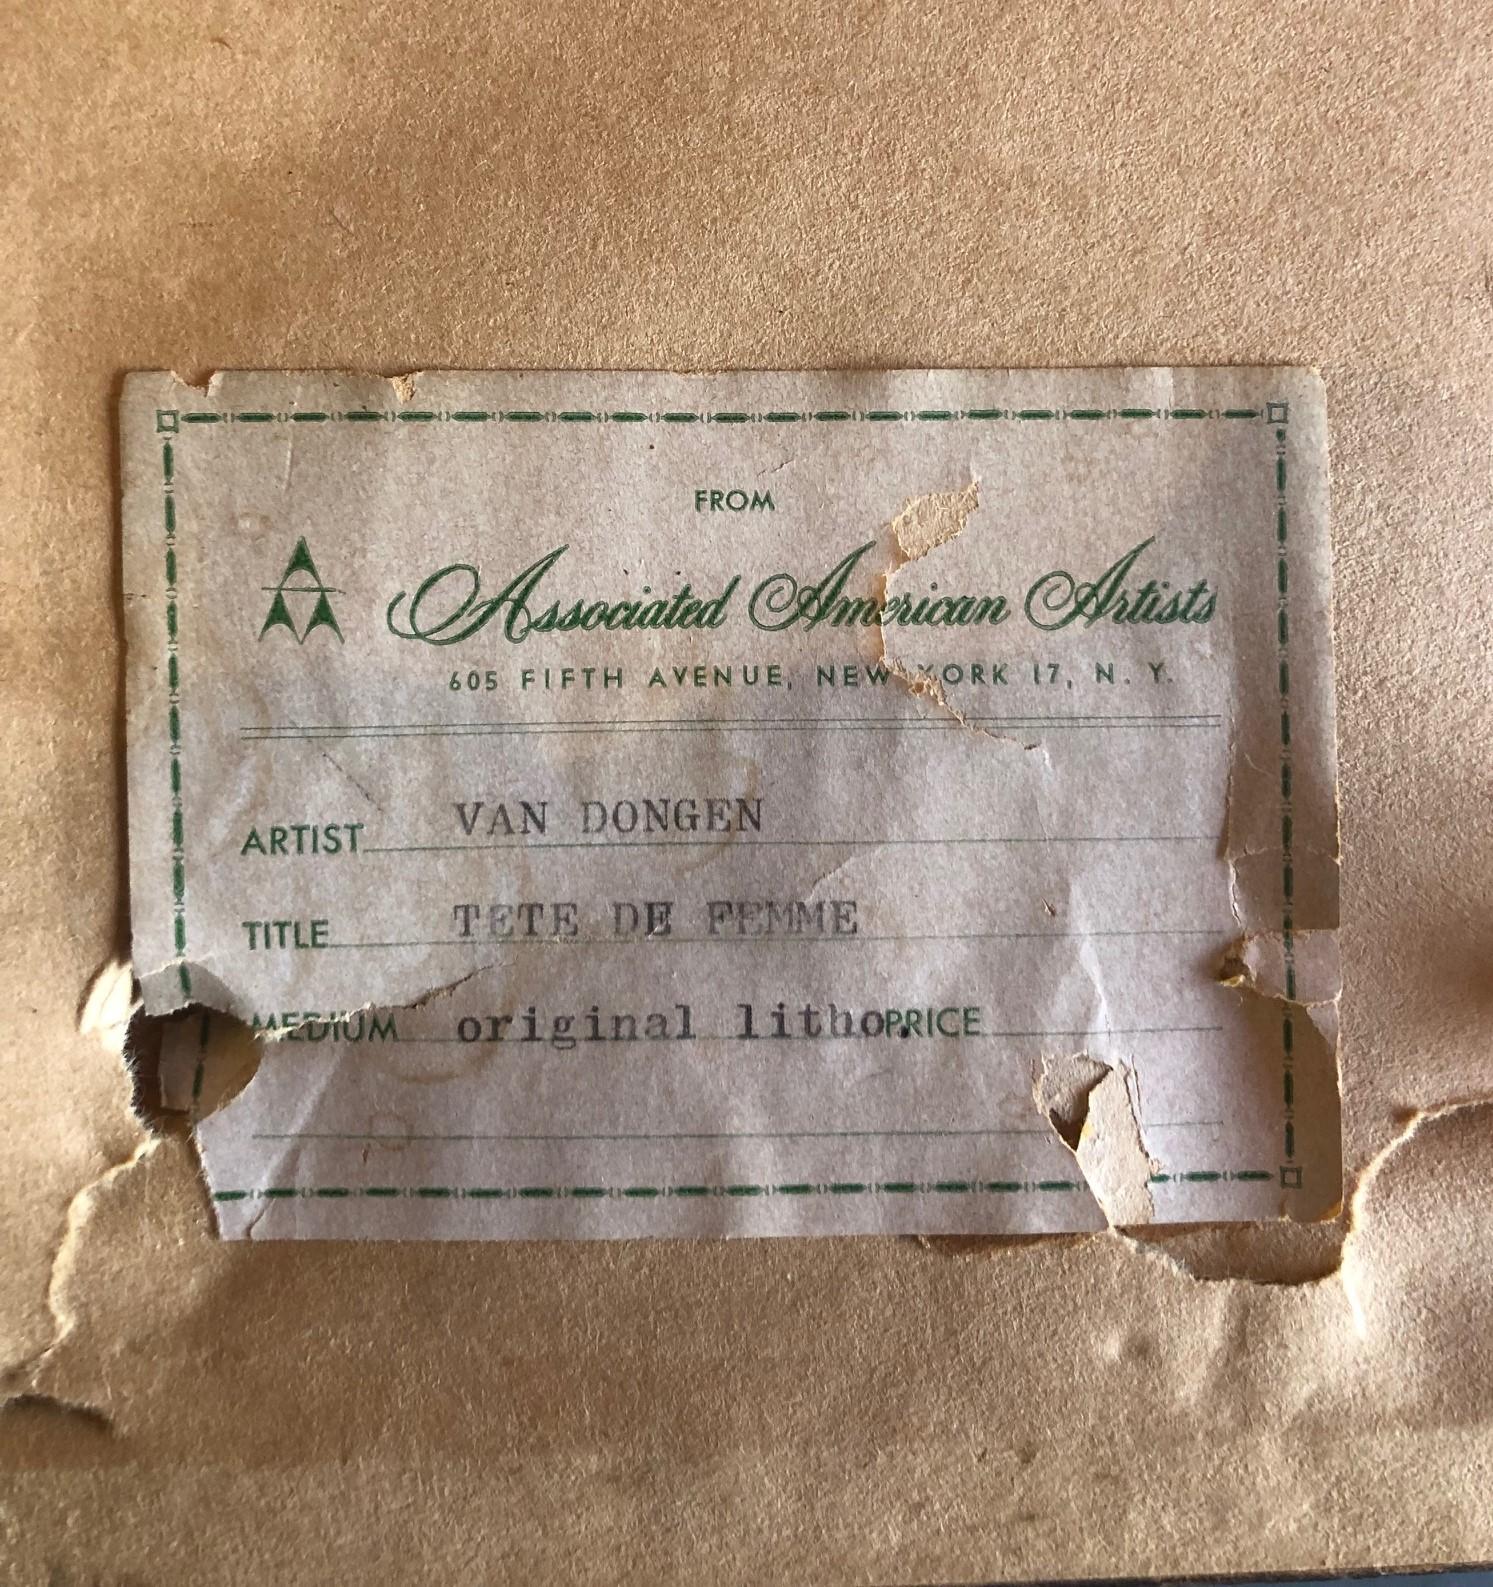 FROM
Associated American Artists
605 FIFTH AVENUE, NEW YORK 17, N. Y.
ARTIST VAN DONGEN
TITLE TETE DE FEMME
MEDIUM original litho. PRICE